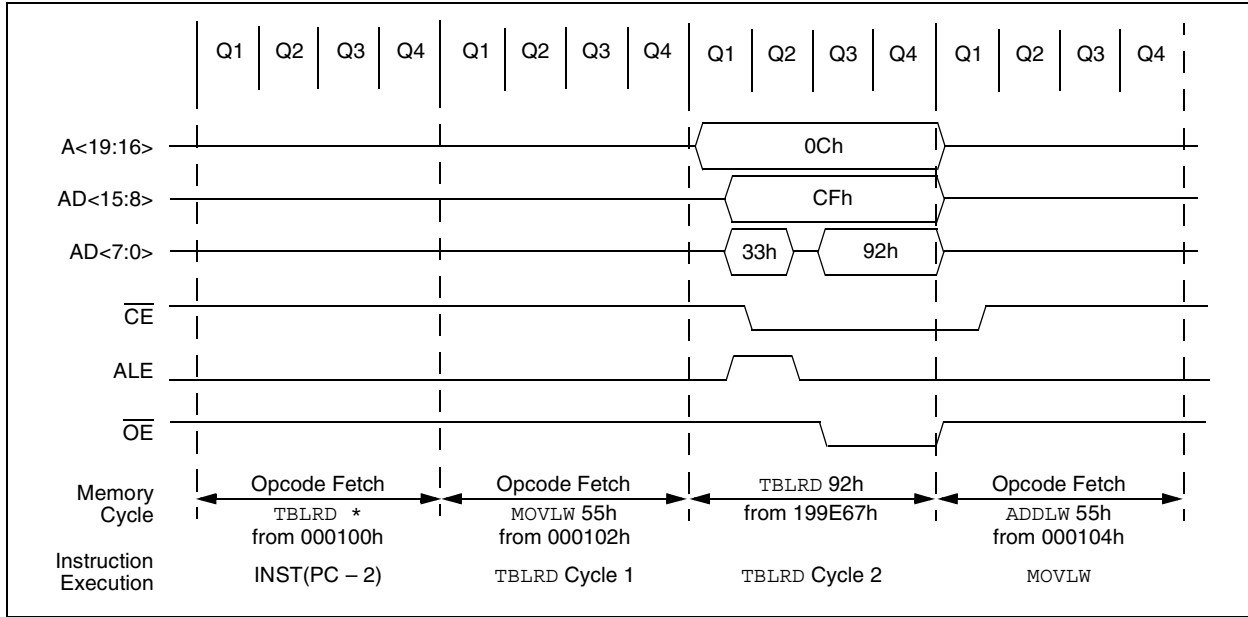 Q1 Q2 Q3 Q4 Q1 Q2 Q3 Q4 Q1 Q2 Q3 Q4 Q1 Q2 Q3 Q4
A<19:16> 0Ch
AD<15:8> CFh
AD<7:0> 33h 92h
CE
ALE
OE
Memory Cycle
Opcode Fetch
TBLRD *
from 000100h
Opcode Fetch
MOVLW 55h
from 000102h
TBLRD 92h
from 199E67h
Opcode Fetch
ADDLW 55h
from 000104h
Instruction Execution
INST(PC – 2)
TBLRD Cycle 1
TBLRD Cycle 2
MOVLW